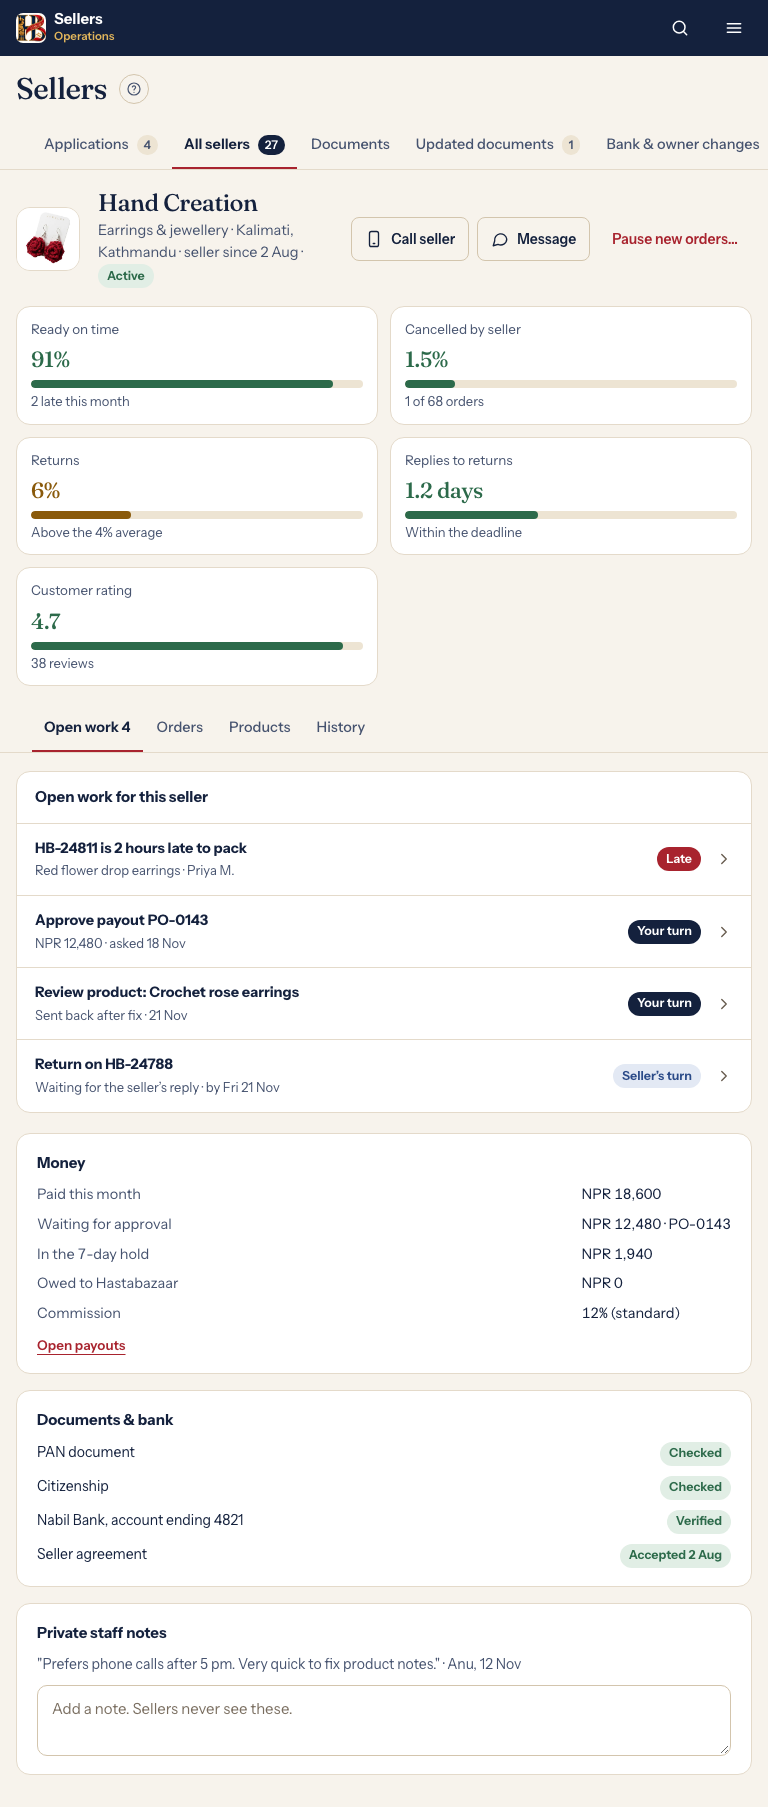 Sellers
Operations
Sellers
Applications 4 All sellers 27 Documents Updated documents 1 Bank & owner changes
Hand Creation
Earrings & jewellery · Kalimati,
Kathmandu · seller since 2 Aug ·
Active
Call seller Message Pause new orders...
Ready on time
91%
2 late this month
Cancelled by seller
1.5%
1 of 68 orders
Returns
6%
Above the 4% average
Replies to returns
1.2 days
Within the deadline
Customer rating
4.7
38 reviews
Open work 4 Orders Products History
Open work for this seller
HB-24811 is 2 hours late to pack
Red flower drop earrings · Priya M.
Late
Approve payout PO-0143
NPR 12,480 · asked 18 Nov
Your turn
Review product: Crochet rose earrings
Sent back after fix · 21 Nov
Your turn
Return on HB-24788
Waiting for the seller's reply · by Fri 21 Nov
Seller's turn
Money
Paid this month NPR 18,600
Waiting for approval NPR 12,480 · PO-0143
In the 7-day hold NPR 1,940
Owed to Hastabazaar NPR 0
Commission 12% (standard)
Open payouts
Documents & bank
PAN document Checked
Citizenship Checked
Nabil Bank, account ending 4821 Verified
Seller agreement Accepted 2 Aug
Private staff notes
"Prefers phone calls after 5 pm. Very quick to fix product notes." · Anu, 12 Nov
Add a note. Sellers never see these.